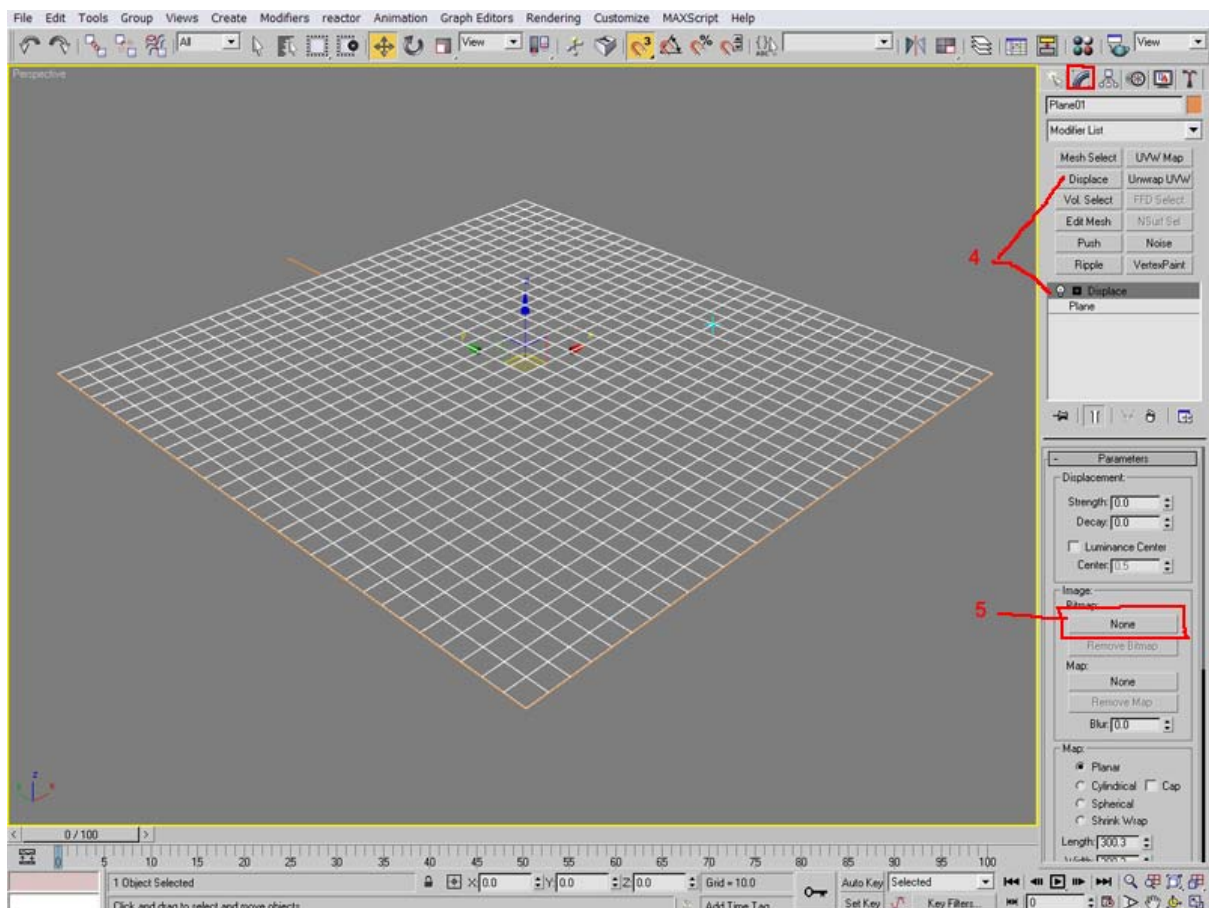 File Edit Tools Group Views Create Modifiers reactor Animation Graph Editors Rendering Customize MAXScript Help
All View View
Perspective
Plane01
Modifier List
Mesh Select UVW Map
Displace Unwrap UVW
Vol. Select FFD Select
Edit Mesh NSurf Sel
Push Noise
Ripple VertexPaint
4
Displace
Plane
- Parameters
Displacement:
Strength: 0.0
Decay: 0.0
Luminance Center
Center: 0.5
Image:
Bitmap:
5
None
Remove Bitmap
Map:
None
Remove Map
Blur: 0.0
Map:
Planar
Cylindrical Cap
Spherical
Shrink Wrap
Length: 300.3
z
x
< 0 / 100 >
0 5 10 15 20 25 30 35 40 45 50 55 60 65 70 75 80 85 90 95 100
1 Object Selected X: 0.0 Y: 0.0 Z: 0.0 Grid = 10.0 Auto Key Selected
Click and drag to select and move objects Add Time Tag Set Key Key Filters... 0